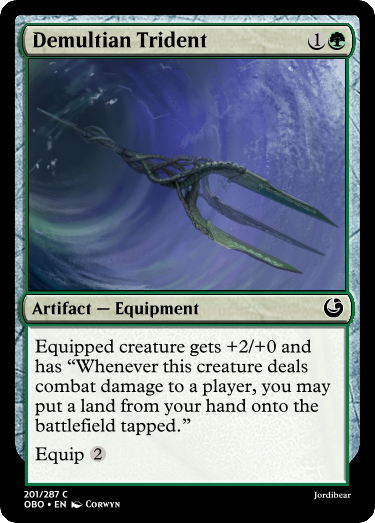 Demultian Trident 1
Artifact — Equipment
Equipped creature gets +2/+0 and
has “Whenever this creature deals
combat damage to a player, you may
put a land from your hand onto the
battlefield tapped.”
Equip 2
201/287 C
OBO • EN Corwyn
Jordibear